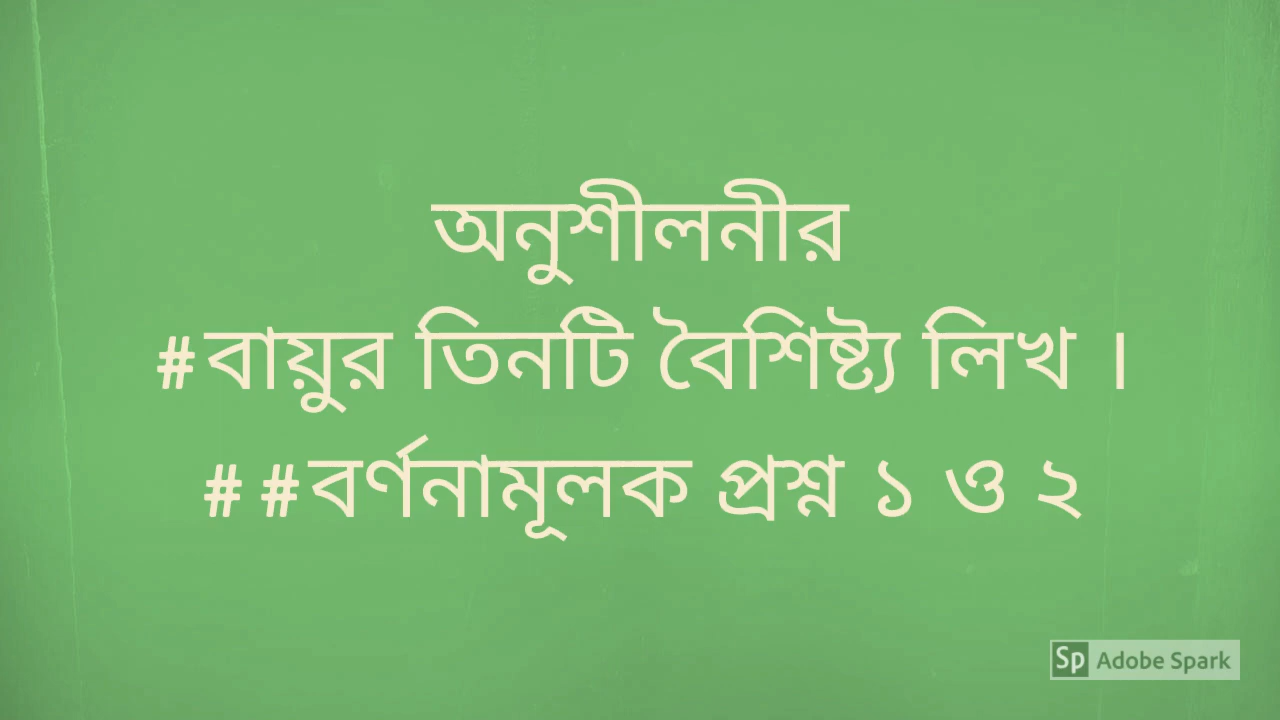 অনুশীলনীর
#বায়ুর তিনটি বৈশিষ্ট্য লিখ ।
# #বর্ণনামূলক প্রশ্ন ১ ও ২
Sp Adobe Spark